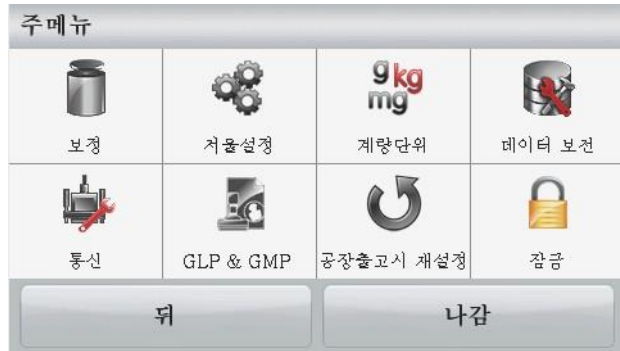 주메뉴
g kg
mg
보정 저울설정 계량단위 데이터 보전
통신 GLP & GMP 공장출고시 재설정 잠금
뒤 나감